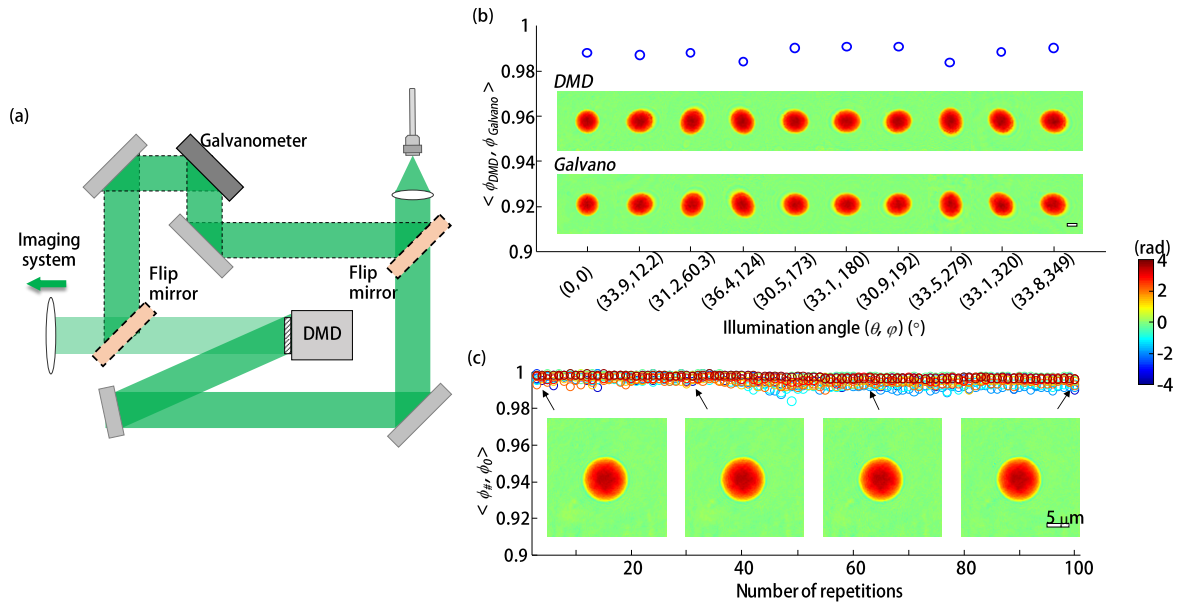 (a)
Galvanometer
Imaging
system
Flip
mirror
Flip
mirror
DMD
(b)
< ϕDMD, ϕGalvano >
1
0.98
0.96
0.94
0.92
0.9
DMD
Galvano
(0,0)
(33.9,12.2)
(31.2,60.3)
(36.4,124)
(30.5,173)
(33.1, 180)
(30.9,192)
(33.5,279)
(33.1,320)
(33.8,349)
Illumination angle (θ, φ) (°)
(rad)
4
2
0
-2
-4
(c)
< ϕ#, ϕ0 >
1
0.98
0.96
0.94
0.92
0.9
5 μm
20
40
60
80
100
Number of repetitions